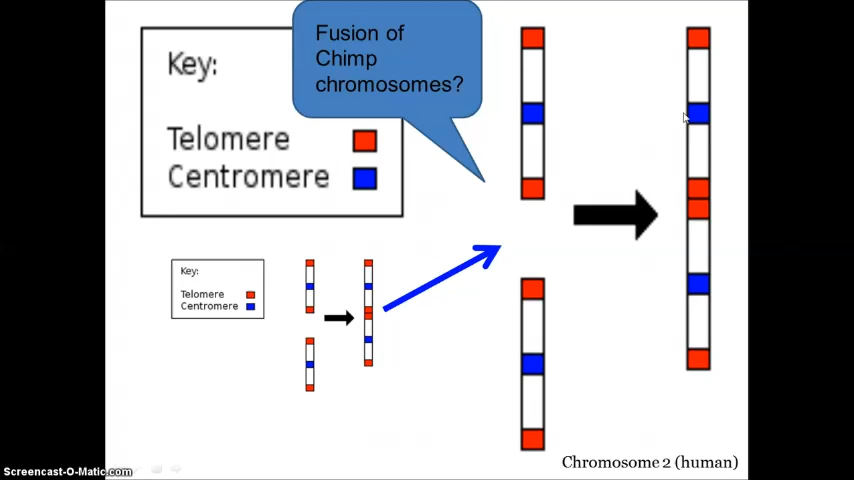 Fusion of
Chimp
chromosomes?
Key:
Telomere
Centromere
Key:
Telomere
Centromere
Chromosome 2 (human)
Screencast-O-Matic.com